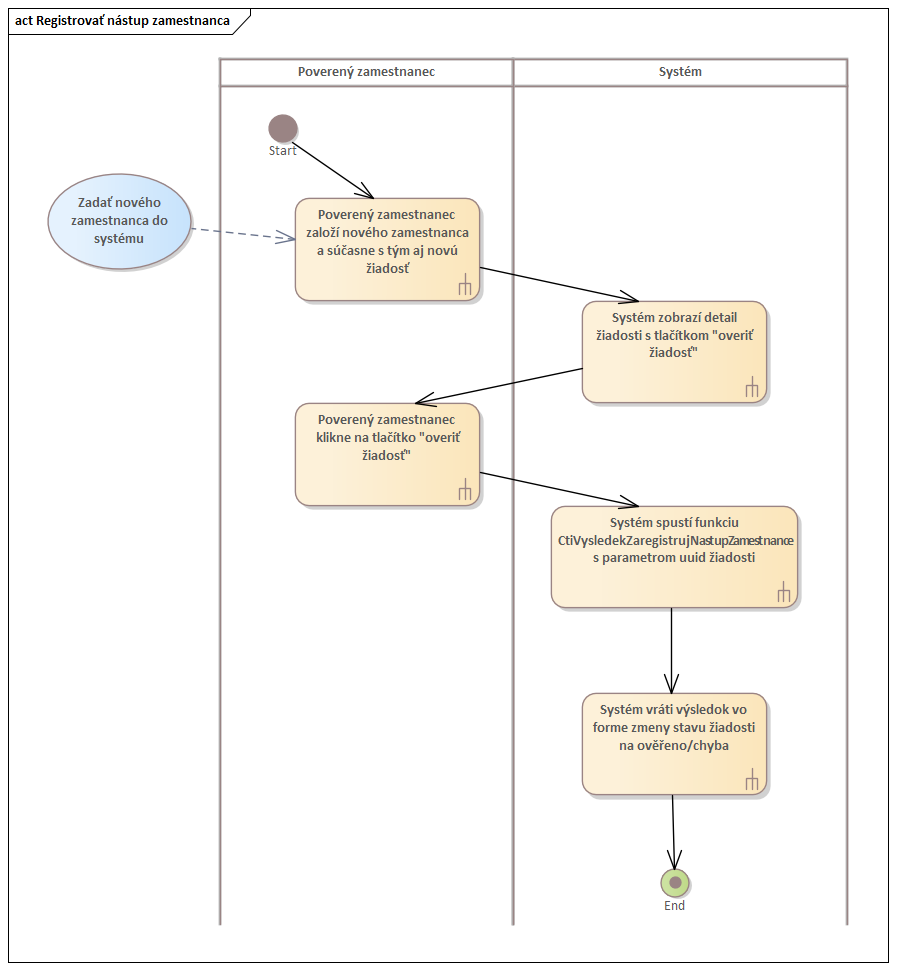 act Registrovať nástup zamestnanca
Poverený zamestnanec
Systém
Start
Zadať nového
zamestnanca do
systému
Poverený zamestnanec
založí nového zamestnanca
a súčasne s tým aj novú
žiadosť
Systém zobrazí detail
žiadosti s tlačítkom "overiť
žiadosť"
Poverený zamestnanec
klikne na tlačítko "overiť
žiadosť"
Systém spustí funkciu
CtiVysledekZaregistrujNastupZamestnance
s parametrom uuid žiadosti
Systém vráti výsledok vo
forme zmeny stavu žiadosti
na ověřeno/chyba
End